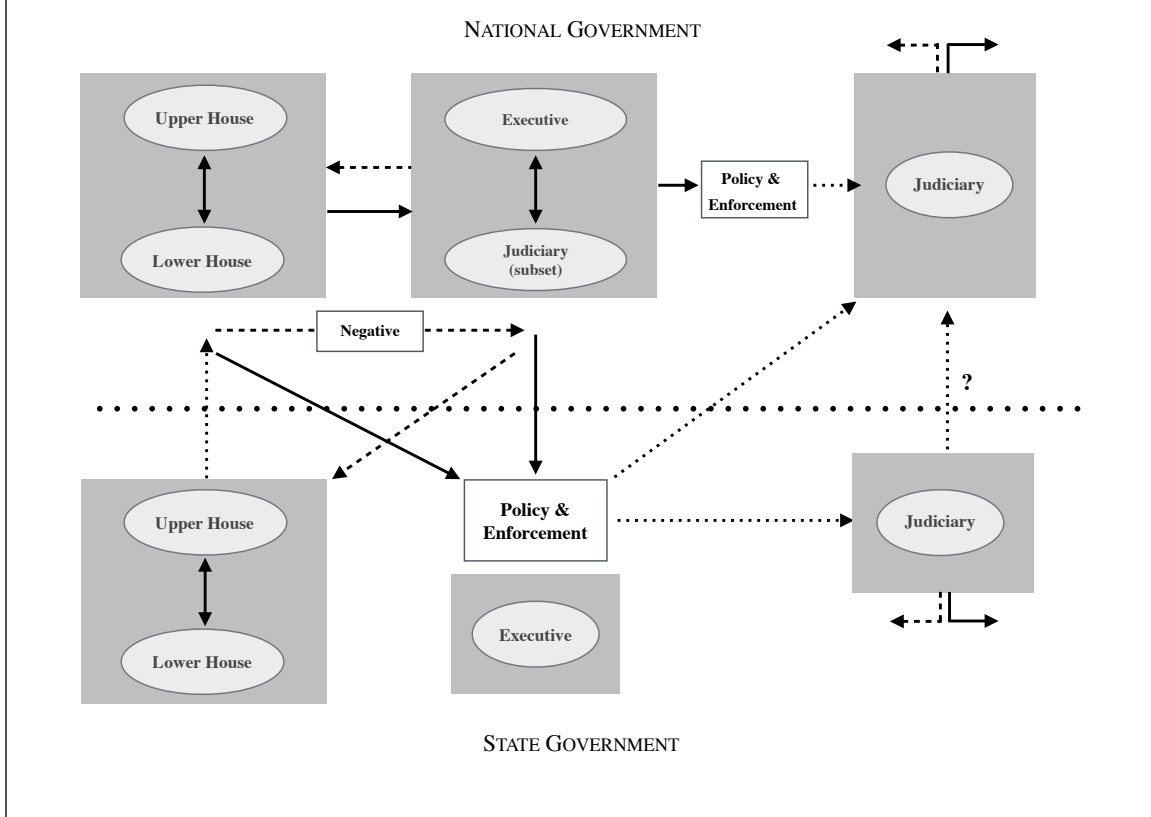 NATIONAL GOVERNMENT
Upper House
Lower House
Executive
Judiciary
(subset)
Policy &
Enforcement
Judiciary
Negative
?
Upper House
Lower House
Policy &
Enforcement
Executive
Judiciary
STATE GOVERNMENT